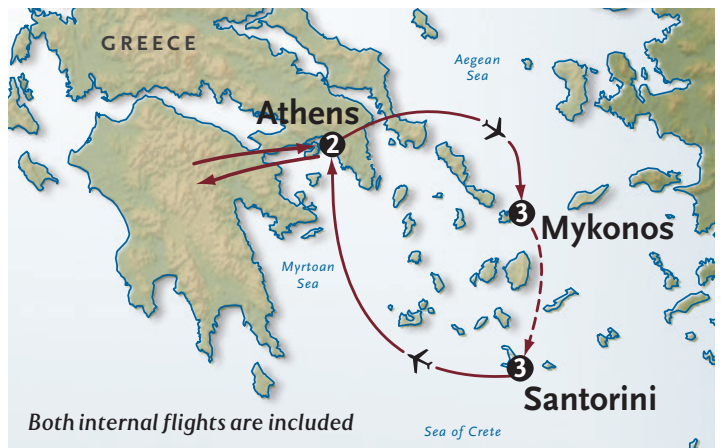 GREECE
Aegean
Sea
Athens
2
3
Mykonos
Myrtoan
Sea
3
Santorini
Both internal flights are included
Sea of Crete